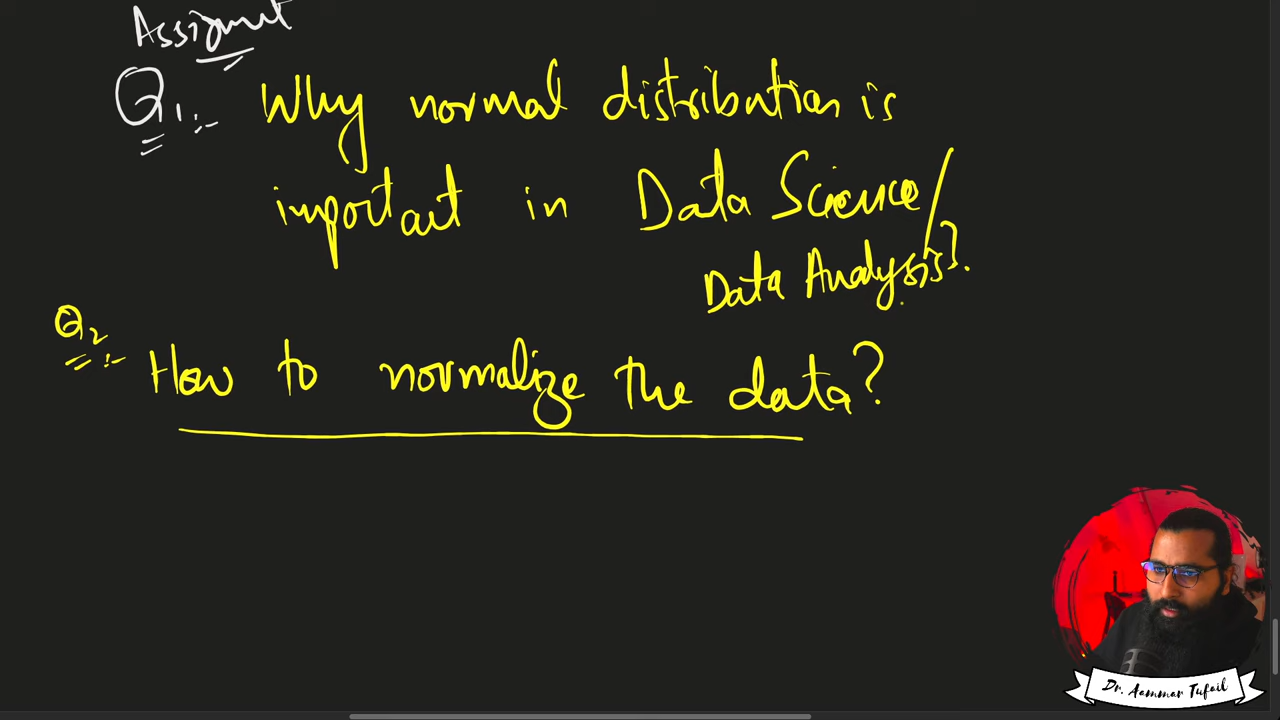 Assignment
Q1:- Why normal distribution is
important in Data Science/
Data Analysis?
Q2:- How to normalize the data?
Dr. Aammar Tufail